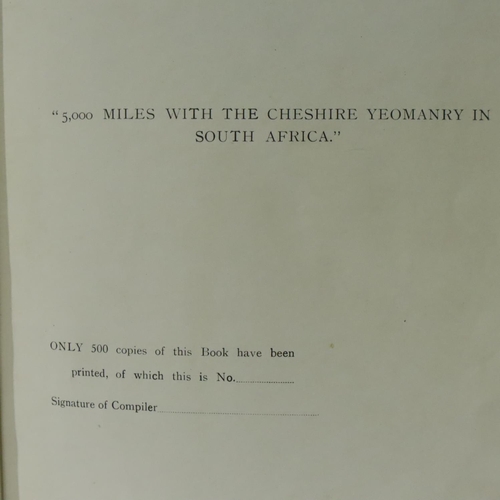 “5,000 MILES WITH THE CHESHIRE YEOMANRY IN
SOUTH AFRICA.”
ONLY 500 copies of this Book have been
printed, of which this is No.....................
Signature of Compiler..........................................